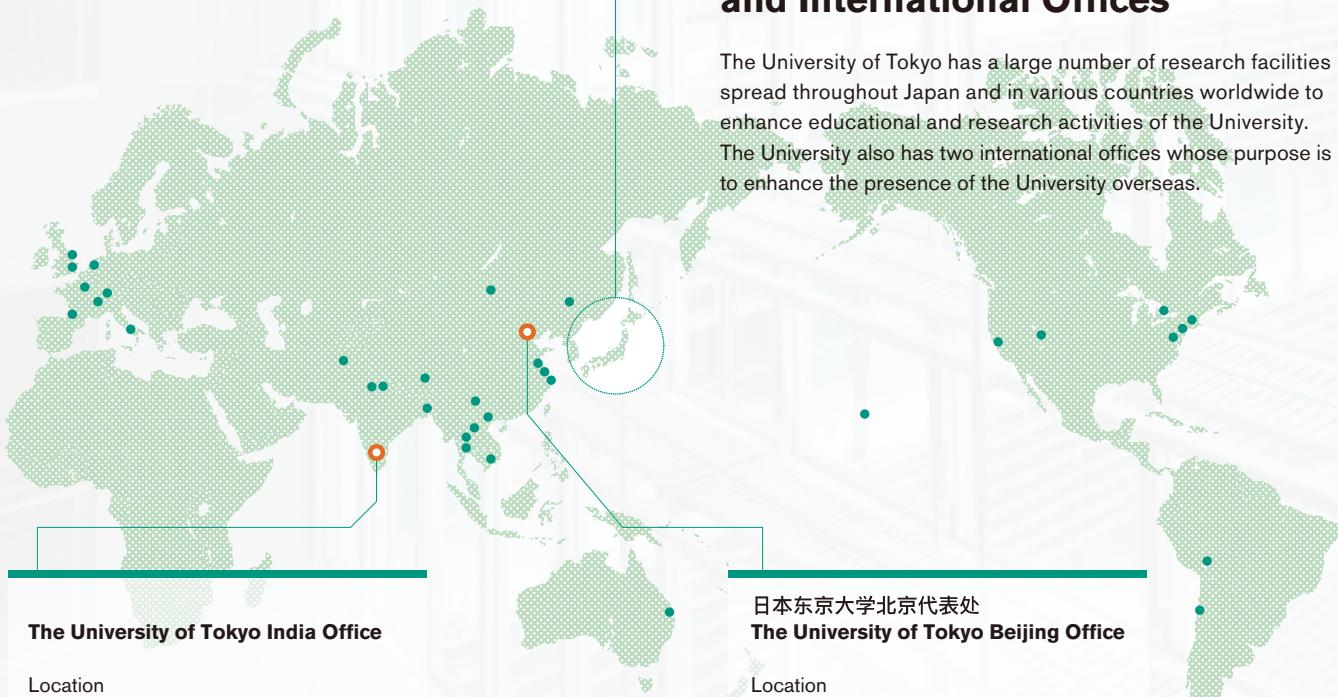 and International Offices
The University of Tokyo has a large number of research facilities
spread throughout Japan and in various countries worldwide to
enhance educational and research activities of the University.
The University also has two international offices whose purpose is
to enhance the presence of the University overseas.
The University of Tokyo India Office
Location
日本东京大学北京代表处
The University of Tokyo Beijing Office
Location